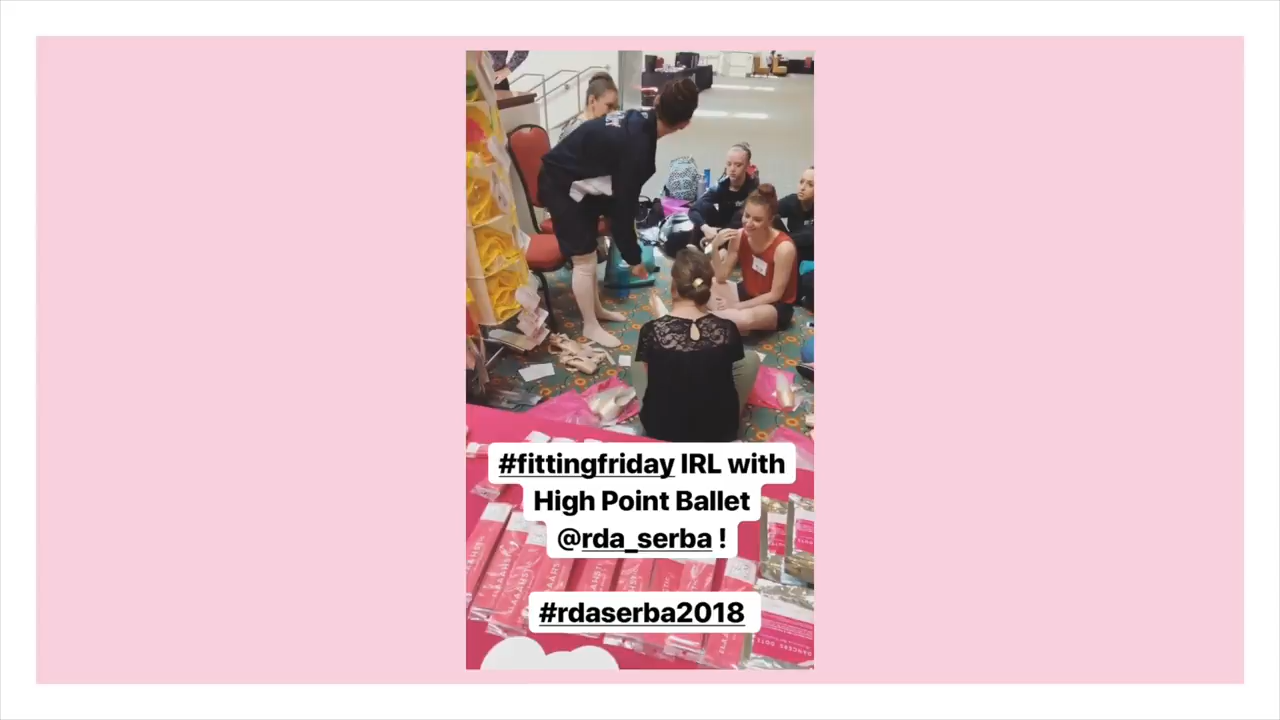 #fittingfriday IRL with
High Point Ballet
@rda_serba !
#rdaserba2018